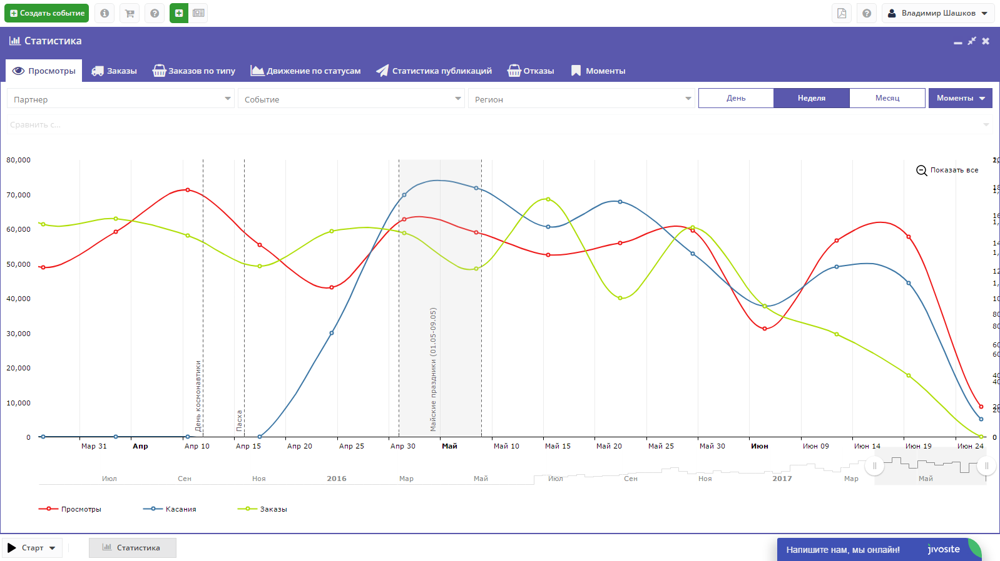 Создать событие
Владимир Шашков
Статистика
Просмотры Заказы Заказов по типу Движение по статусам Статистика публикаций Отказы Моменты
Партнер Событие Регион День Неделя Месяц Моменты
Сравнить с...
80,000
Показать все
70,000
60,000
50,000
40,000
30,000
20,000
10,000
0
0
День космонавтики
Пасха
Майские праздники (01.05-09.05)
Мар 31 Апр Апр 10 Апр 15 Апр 20 Апр 25 Апр 30 Май Май 10 Май 15 Май 20 Май 25 Май 30 Июн Июн 09 Июн 14 Июн 19 Июн 24
Июл Сен Ноя 2016 Мар Май Июл Сен Ноя 2017 Мар Май
Просмотры Касания Заказы
Старт Статистика
Напишите нам, мы онлайн! jivosite